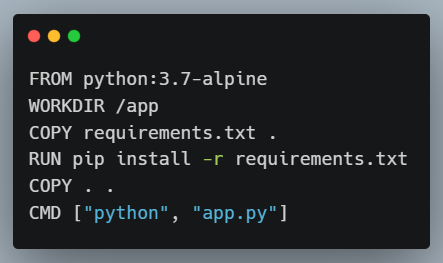 FROM python:3.7-alpine
WORKDIR /app
COPY requirements.txt .
RUN pip install -r requirements.txt
COPY . .
CMD ["python", "app.py"]